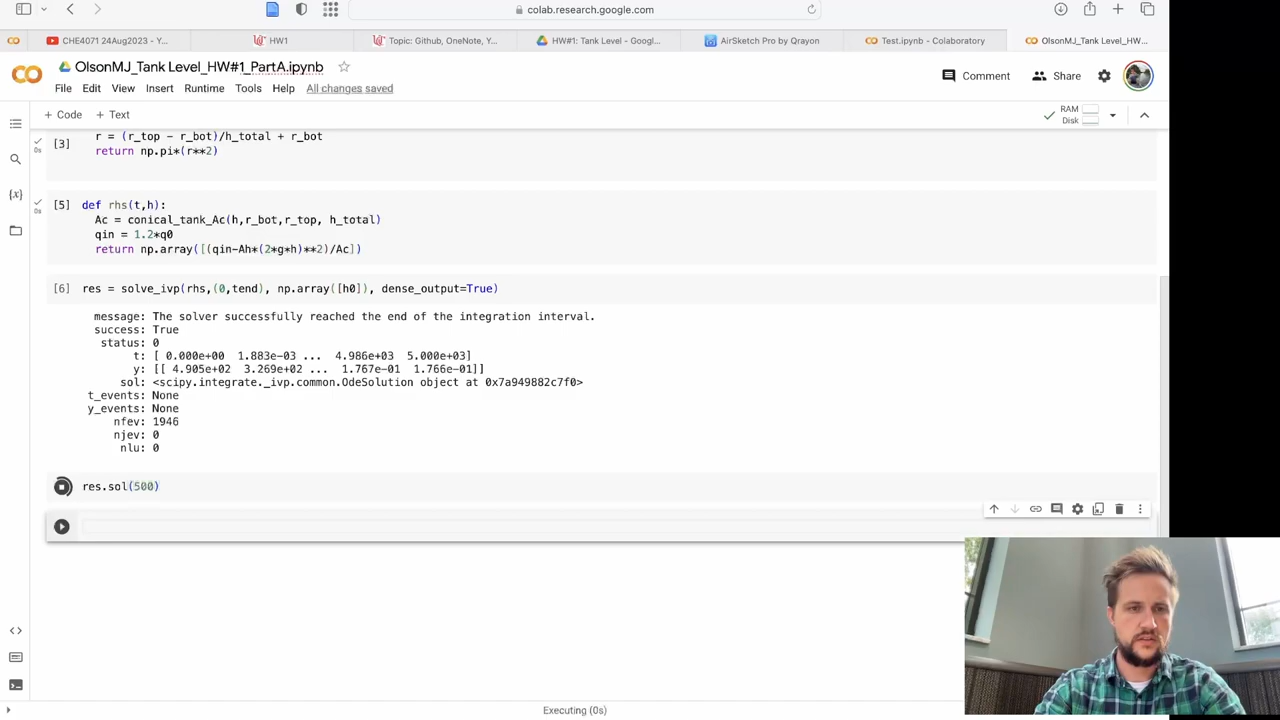 colab.research.google.com
CHE4071 24Aug2023 - Y...
HW1
Topic: Github, OneNote, Y...
HW#1: Tank Level - Googl...
AirSketch Pro by Qrayon
Test.ipynb - Colaboratory
OlsonMJ_Tank Level_HW...
OlsonMJ_Tank Level_HW#1_PartA.ipynb
Comment
Share
File Edit View Insert Runtime Tools Help All changes saved
+ Code + Text
RAM
Disk
[3] r = (r_top - r_bot)/h_total + r_bot
0s return np.pi*(r**2)
[5] def rhs(t,h):
0s Ac = conical_tank_Ac(h,r_bot,r_top, h_total)
qin = 1.2*q0
return np.array([(qin-Ah*(2*g*h)**2)/Ac])
[6] res = solve_ivp(rhs,(0,tend), np.array([h0]), dense_output=True)
message: The solver successfully reached the end of the integration interval.
success: True
status: 0
t: [ 0.000e+00 1.883e-03 ... 4.986e+03 5.000e+03]
y: [[ 4.905e+02 3.269e+02 ... 1.767e-01 1.766e-01]]
sol: <scipy.integrate._ivp.common.OdeSolution object at 0x7a949882c7f0>
t_events: None
y_events: None
nfev: 1946
njev: 0
nlu: 0
res.sol(500)
Executing (0s)